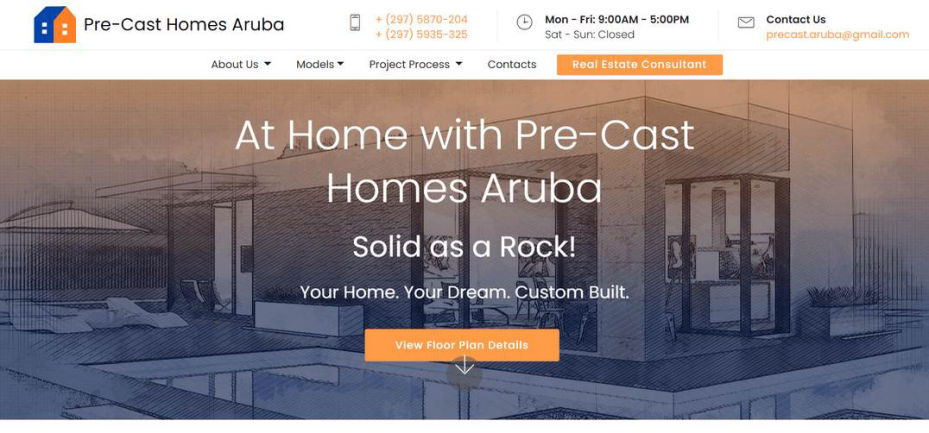 Pre-Cast Homes Aruba
+ (297) 5870-204
+ (297) 5935-325
Mon - Fri: 9:00AM - 5:00PM
Sat - Sun: Closed
Contact Us
precast.aruba@gmail.com
About Us
Models
Project Process
Contacts
Real Estate Consultant
At Home with Pre-Cast
Homes Aruba
Solid as a Rock!
Your Home. Your Dream. Custom Built.
View Floor Plan Details